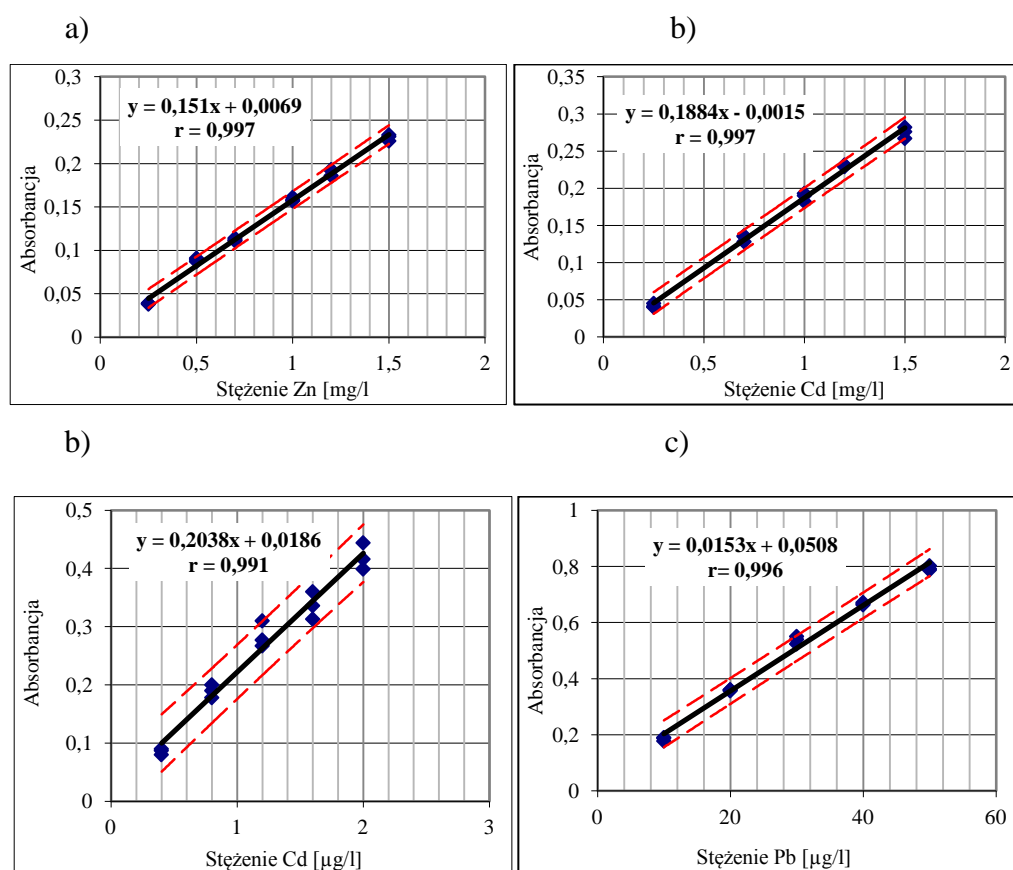 a)
b)
0,3
0,25
0,2
0,15
0,1
0,05
0
Absorbancja
y = 0,151x + 0,0069
r = 0,997
0
0,5
1
1,5
2
Stężenie Zn [mg/l
0,35
0,3
0,25
0,2
0,15
0,1
0,05
0
Absorbancja
y = 0,1884x - 0,0015
r = 0,997
0
0,5
1
1,5
2
Stężenie Cd [mg/l]
b)
c)
0,5
0,4
0,3
0,2
0,1
0
Absorbancja
y = 0,2038x + 0,0186
r = 0,991
0
1
2
3
Stężenie Cd [µg/l]
1
0,8
0,6
0,4
0,2
0
Absorbancja
y = 0,0153x + 0,0508
r= 0,996
0
20
40
60
Stężenie Pb [µg/l]